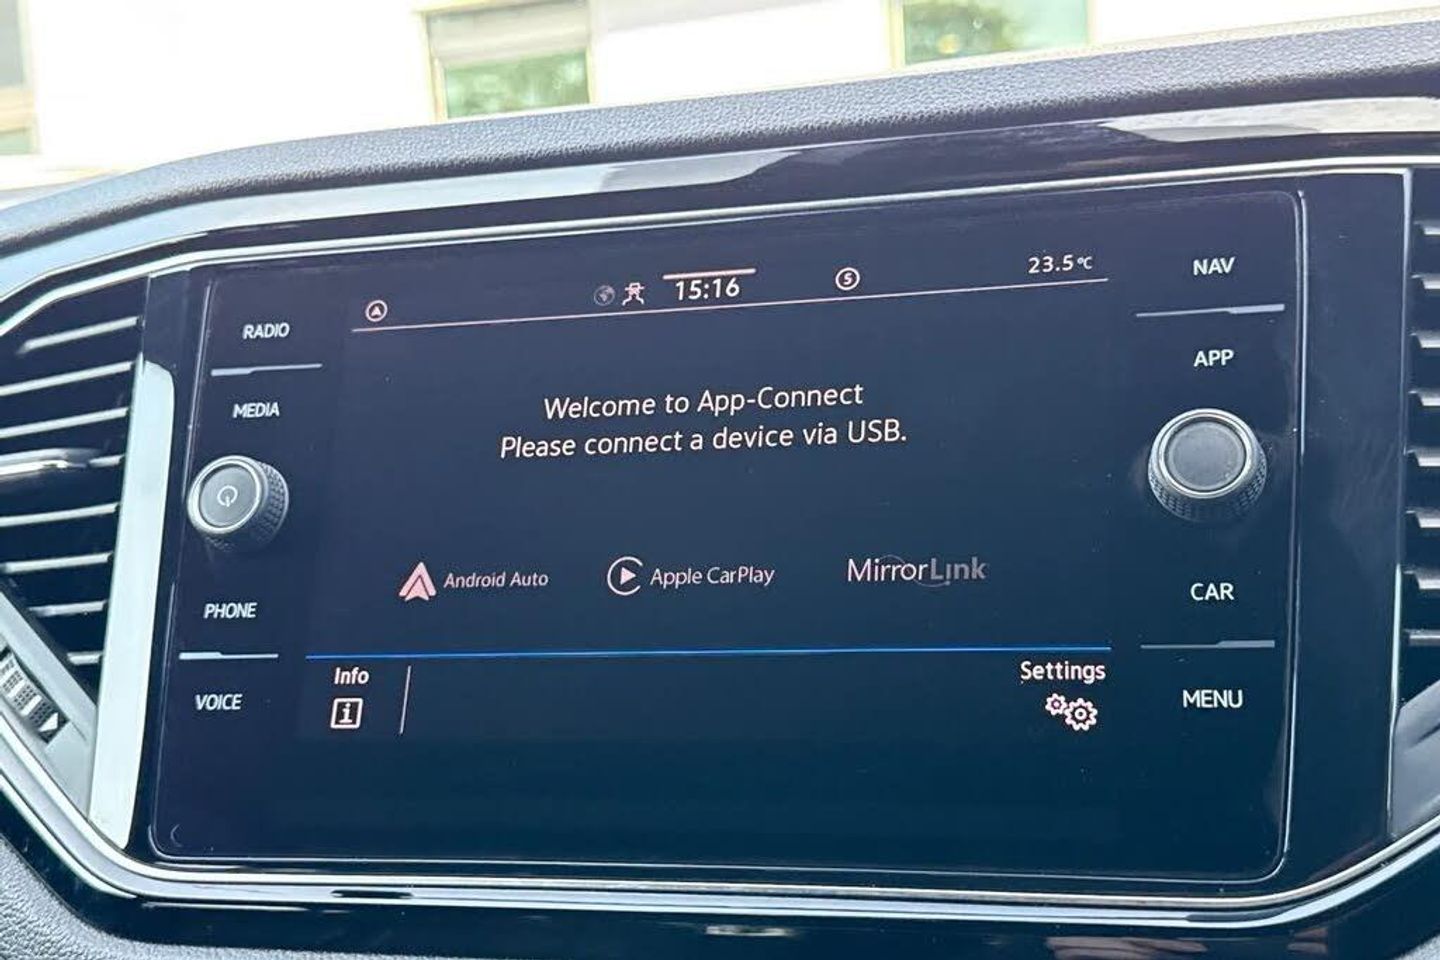 15:16
S
23.5°C
RADIO
MEDIA
PHONE
VOICE
Welcome to App-Connect
Please connect a device via USB.
Android Auto
Apple CarPlay
MirrorLink
Info
i
Settings
NAV
APP
CAR
MENU